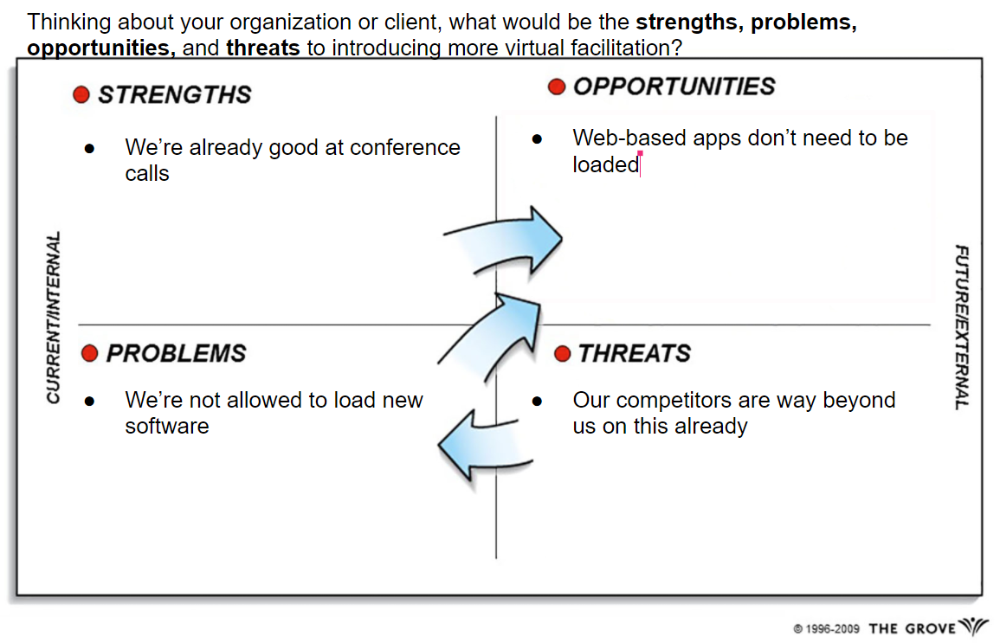 Thinking about your organization or client, what would be the strengths, problems,
opportunities, and threats to introducing more virtual facilitation?
STRENGTHS
● We’re already good at conference
calls
OPPORTUNITIES
● Web-based apps don’t need to be
loaded
CURRENT/INTERNAL
FUTURE/EXTERNAL
PROBLEMS
● We’re not allowed to load new
software
THREATS
● Our competitors are way beyond
us on this already
© 1996-2009 THE GROVE